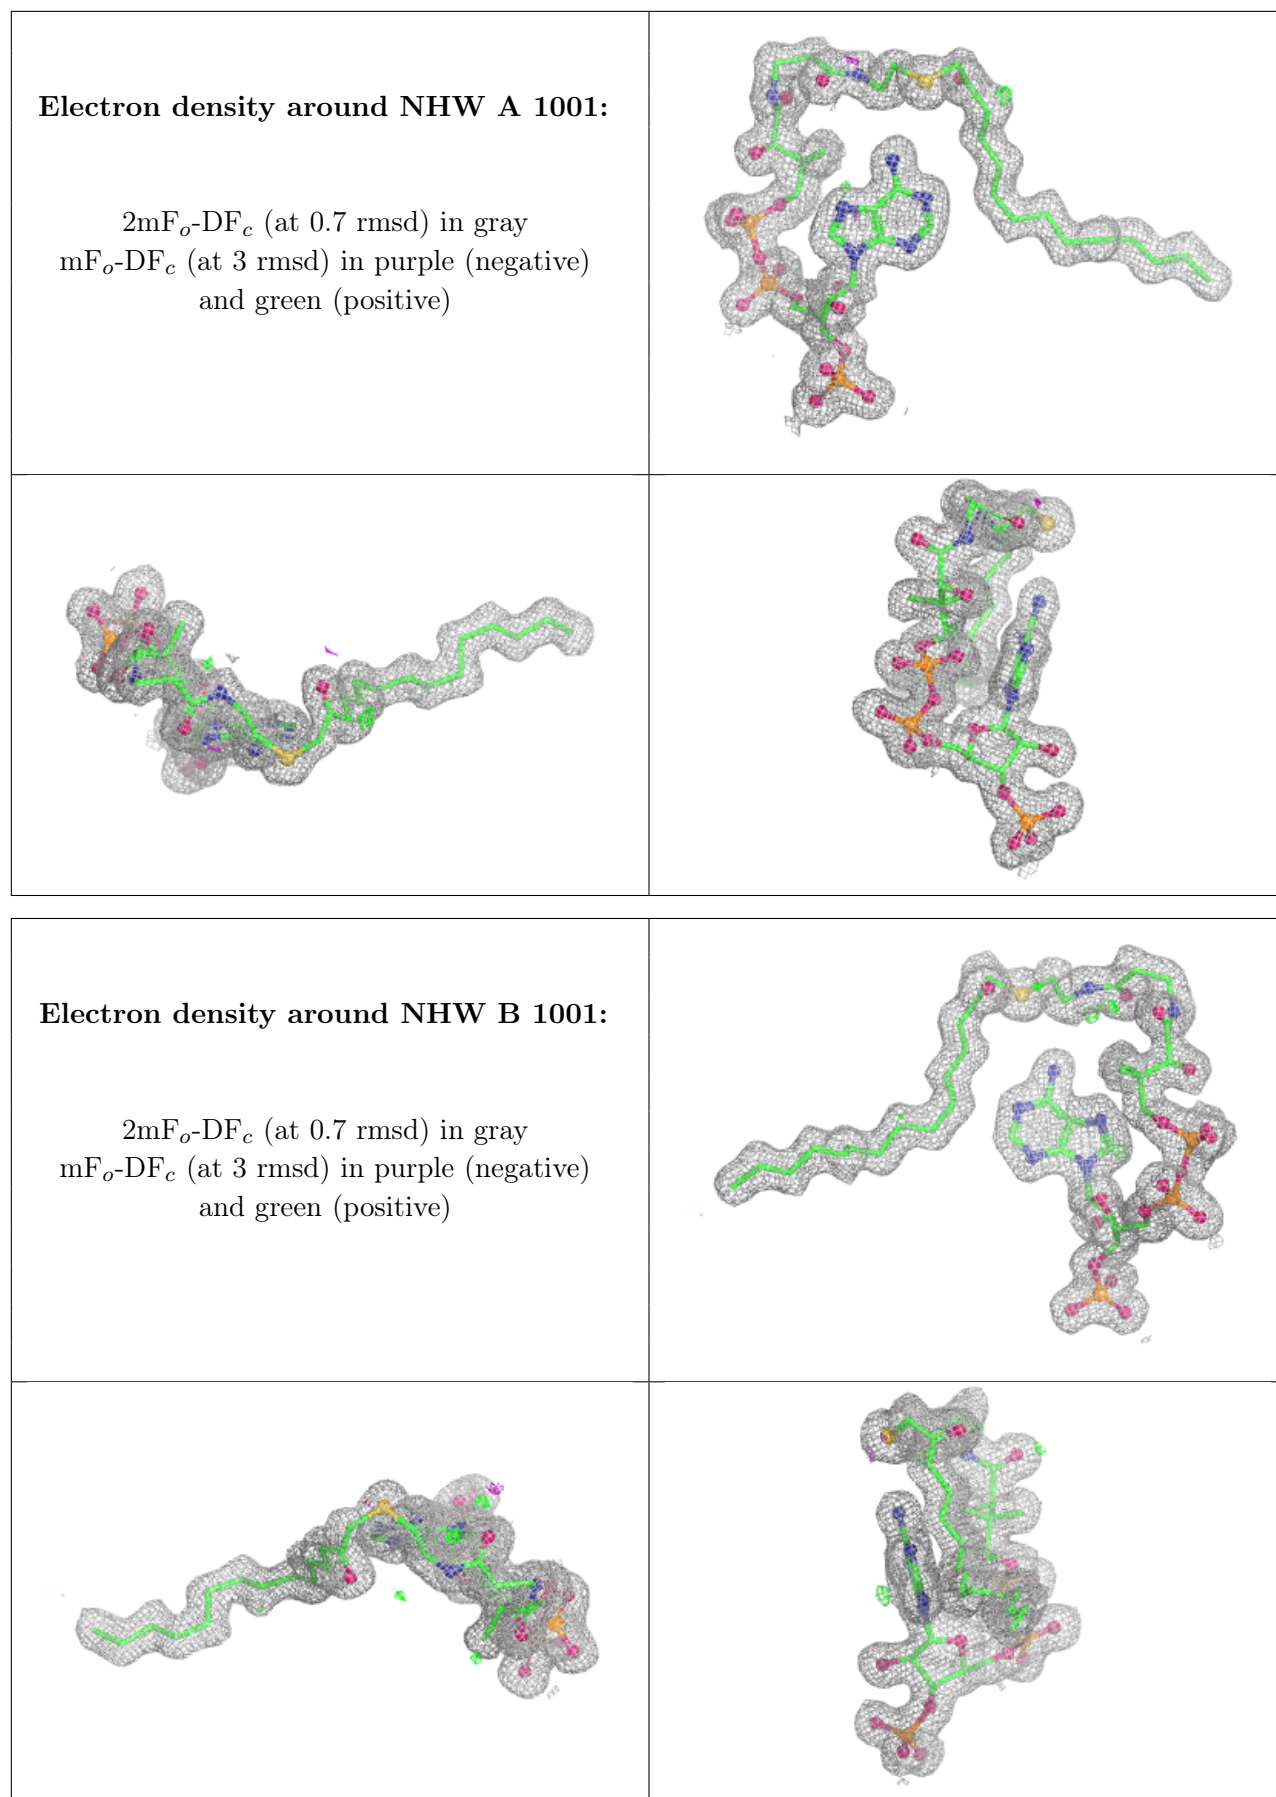 Electron density around NHW A 1001:
2mFo-DFc (at 0.7 rmsd) in gray
mFo-DFc (at 3 rmsd) in purple (negative)
and green (positive)
Electron density around NHW B 1001:
2mFo-DFc (at 0.7 rmsd) in gray
mFo-DFc (at 3 rmsd) in purple (negative)
and green (positive)